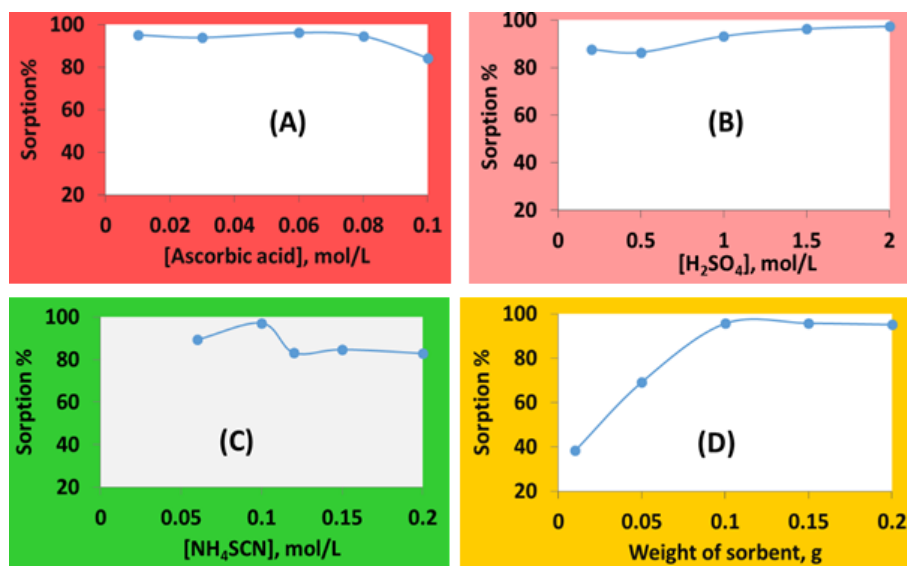 100
80
60
40
20
Sorption%
(A)
0 0.02 0.04 0.06 0.08 0.1
[Ascorbic acid], mol/L
100
80
60
40
20
Sorption %
(B)
0 0.5 1 1.5 2
[H₂SO₄], mol/L
100
80
60
40
20
Sorption %
(C)
0 0.05 0.1 0.15 0.2
[NH₄SCN], mol/L
100
80
60
40
20
Sorption %
(D)
0 0.05 0.1 0.15 0.2
Weight of sorbent, g